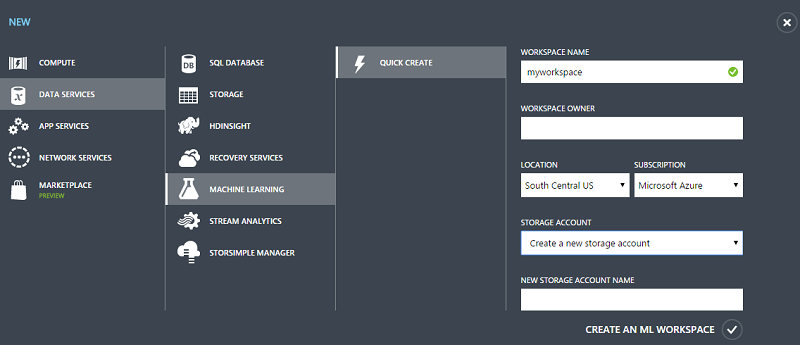 NEW
COMPUTE
DATA SERVICES
APP SERVICES
NETWORK SERVICES
MARKETPLACE
PREVIEW
DB
SQL DATABASE
STORAGE
HDINSIGHT
RECOVERY SERVICES
MACHINE LEARNING
STREAM ANALYTICS
STORSIMPLE MANAGER
QUICK CREATE
WORKSPACE NAME
myworkspace
WORKSPACE OWNER
LOCATION
South Central US
SUBSCRIPTION
Microsoft Azure
STORAGE ACCOUNT
Create a new storage account
NEW STORAGE ACCOUNT NAME
CREATE AN ML WORKSPACE